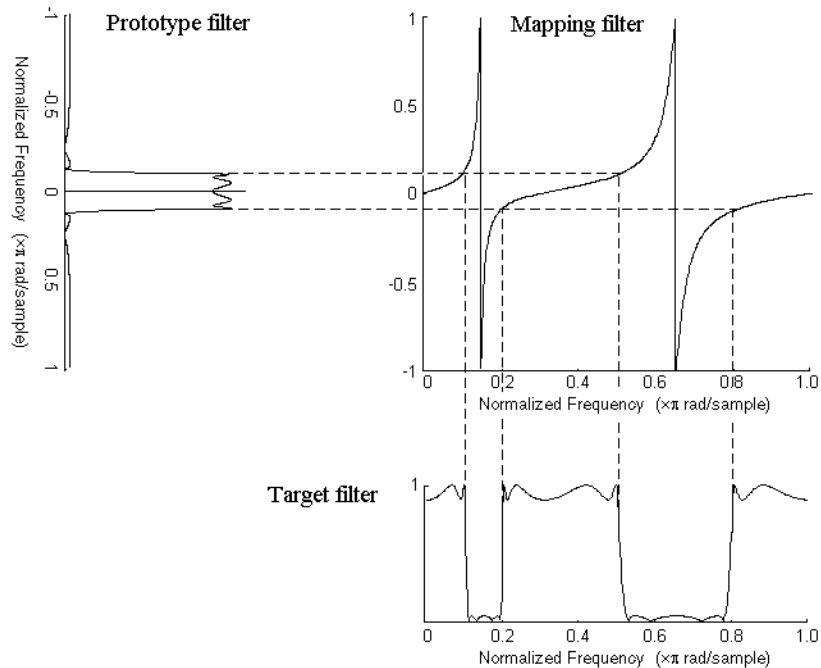 Prototype filter
-1
-0.5
0
0.5
1
Normalized Frequency (×π rad/sample)
Mapping filter
1
0.5
0
-0.5
-1
0 0.2 0.4 0.6 0.8 1.0
Normalized Frequency (×π rad/sample)
Target filter
1
0 0.2 0.4 0.6 0.8 1.0
Normalized Frequency (×π rad/sample)